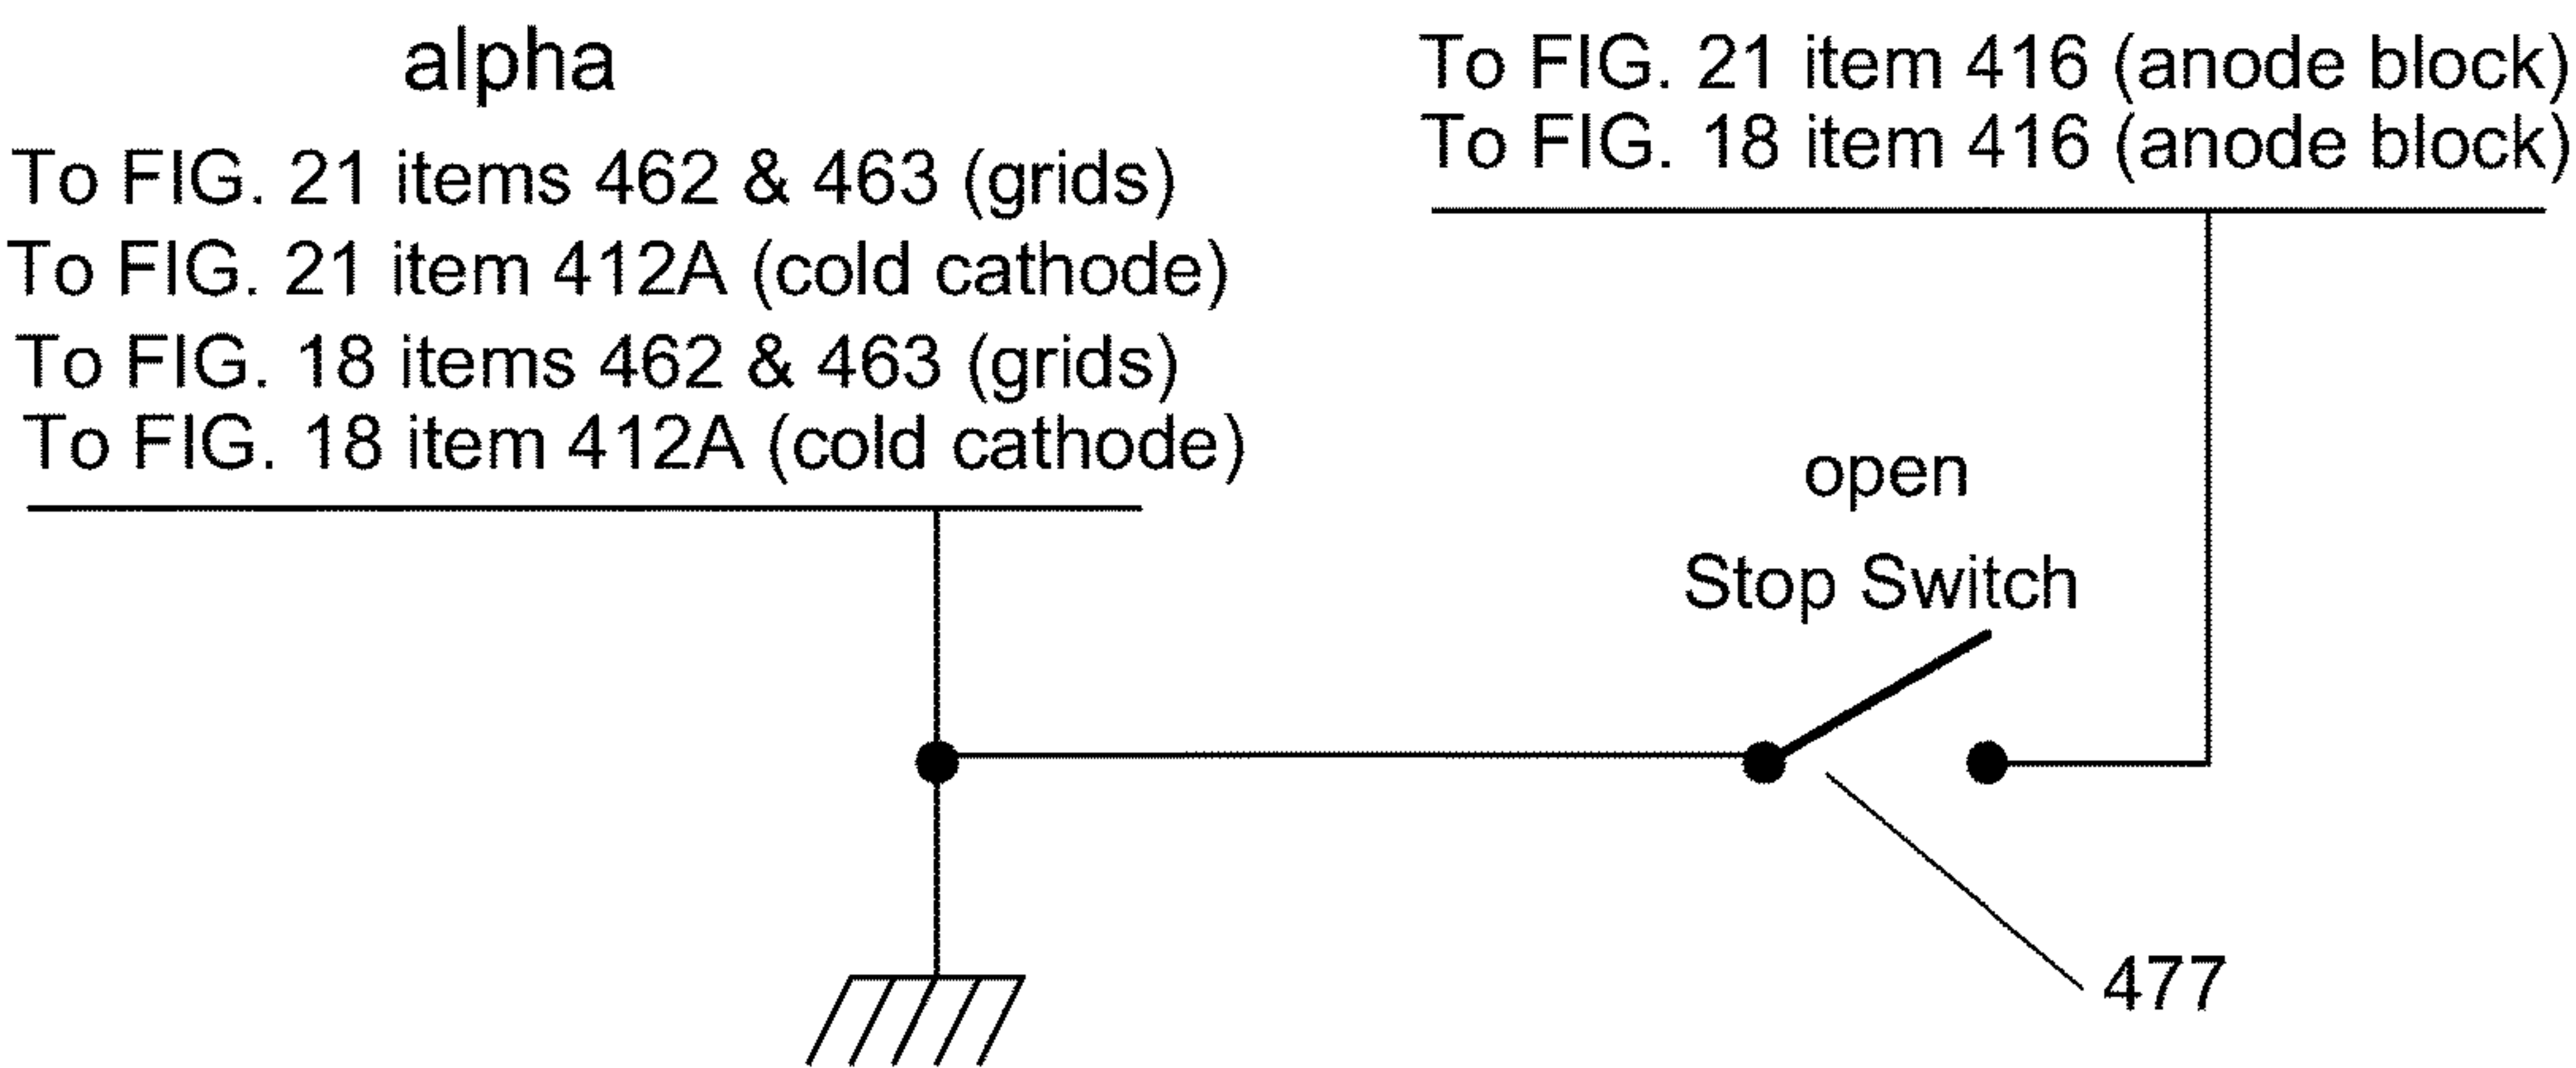 alpha
To FIG. 21 items 462 & 463 (grids)
To FIG. 21 item 412A (cold cathode)
To FIG. 18 items 462 & 463 (grids)
To FIG. 18 item 412A (cold cathode)
To FIG. 21 item 416 (anode block)
To FIG. 18 item 416 (anode block)
open
Stop Switch
477